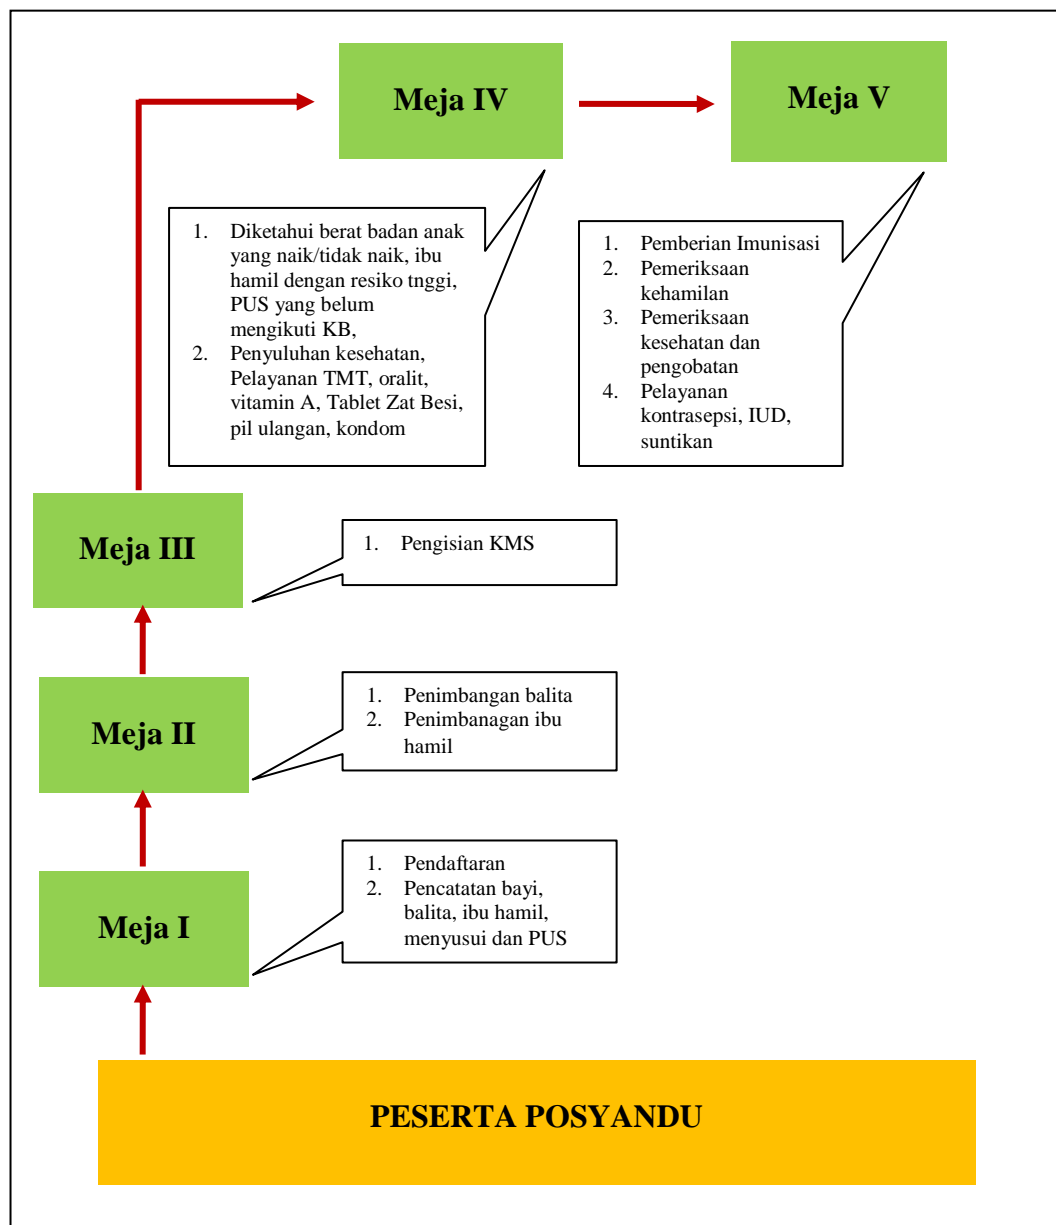 Meja IV
Meja V
1. Diketahui berat badan anak
yang naik/tidak naik, ibu
hamil dengan resiko tnggi,
PUS yang belum
mengikuti KB,
2. Penyuluhan kesehatan,
Pelayanan TMT, oralit,
vitamin A, Tablet Zat Besi,
pil ulangan, kondom
1. Pemberian Imunisasi
2. Pemeriksaan
kehamilan
3. Pemeriksaan
kesehatan dan
pengobatan
4. Pelayanan
kontrasepsi, IUD,
suntikan
Meja III
1. Pengisian KMS
Meja II
1. Penimbangan balita
2. Penimbanagan ibu
hamil
Meja I
1. Pendaftaran
2. Pencatatan bayi,
balita, ibu hamil,
menyusui dan PUS
PESERTA POSYANDU